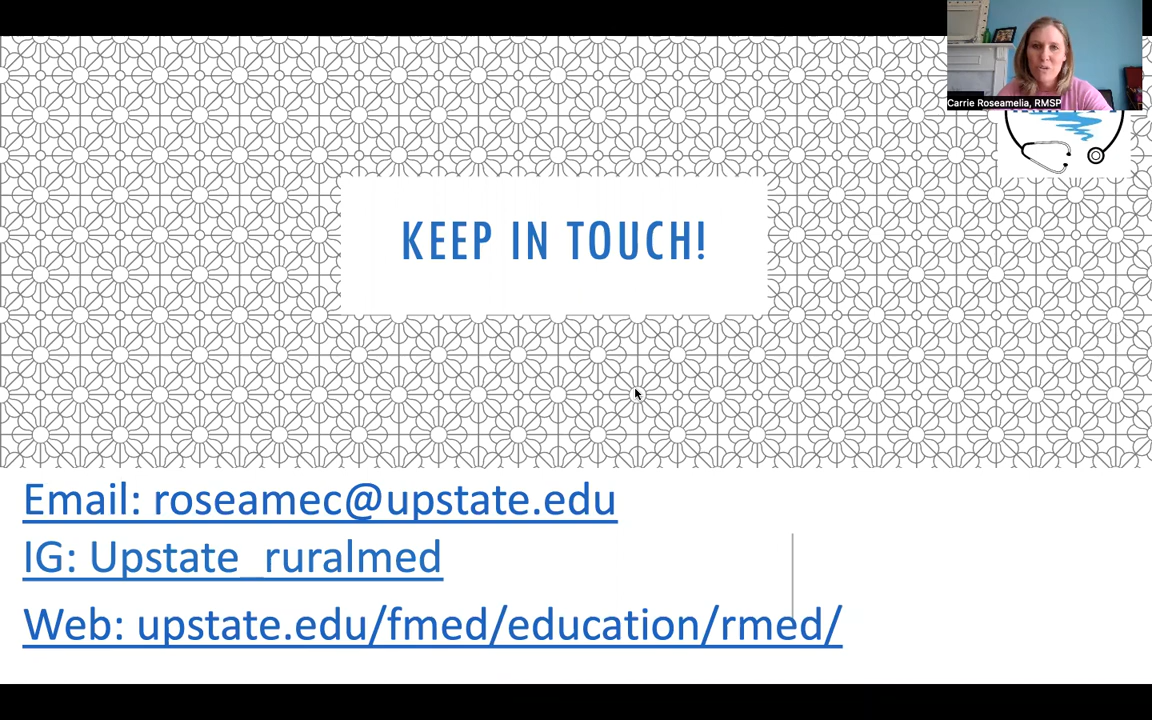 Carrie Roseamelia, RMSP
KEEP IN TOUCH!
Email: roseamec@upstate.edu
IG: Upstate_ruralmed
Web: upstate.edu/fmed/education/rmed/